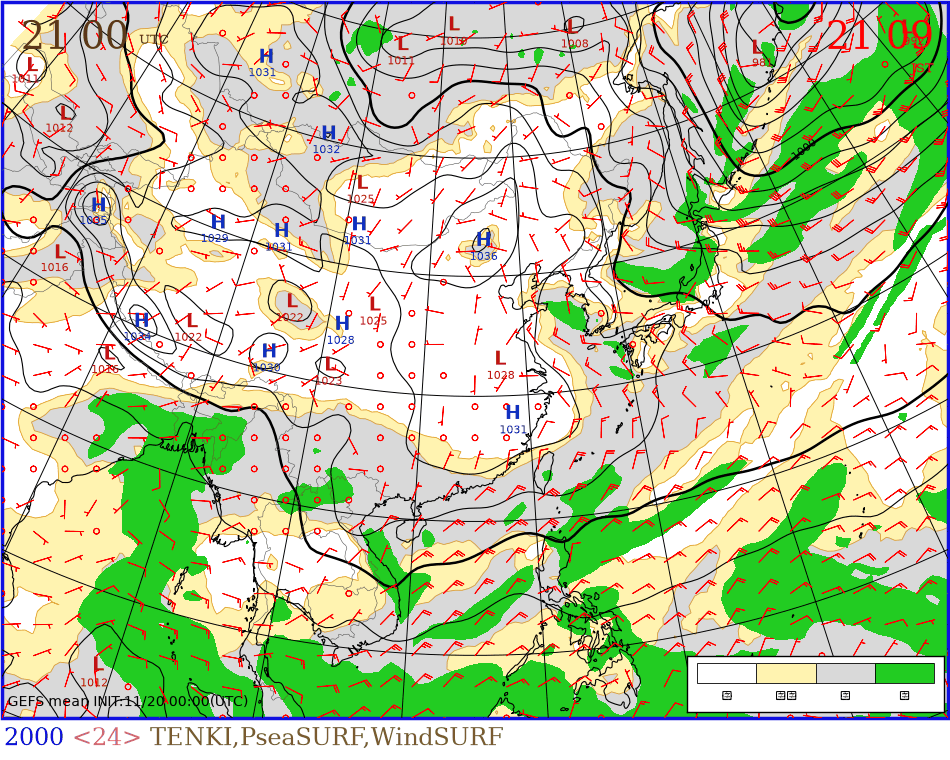 21 00 UTC
21 09
L 1010
L 1008
L 1011
H 1031
L 98
L 1011
L 1012
H 1032
1000
L 1025
H 1035
H 1029
H 1031
H 1031
H 1036
L 1016
L 1022
L 1025
H 1034
L 1022
H 1028
L 1016
H 1030
L 1023
L 1028
H 1031
L 1012
GEFS mean INIT:11/20 00:00(UTC)
2000 <24> TENKI,PseaSURF,WindSURF